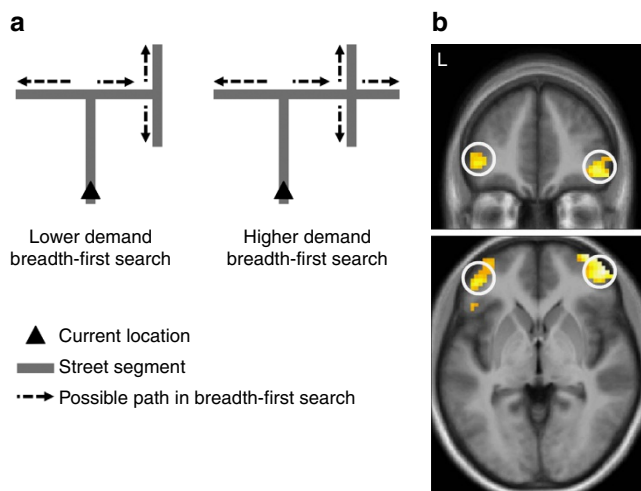 a
Lower demand
breadth-first search
Higher demand
breadth-first search
Current location
Street segment
Possible path in breadth-first search
b
L